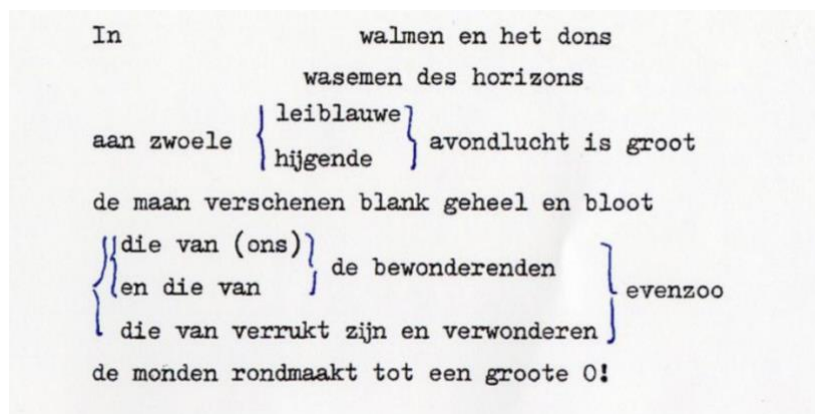 In walmen en het dons
wasemen des horizons
leiblauwe
aan zwoele avondlucht is groot
hijgende
de maan verschenen blank geheel en bloot
die van (ons)
de bewonderenden
en die van
evenzoo
die van verrukt zijn en verwonderen
de monden rondmaakt tot een groote O!